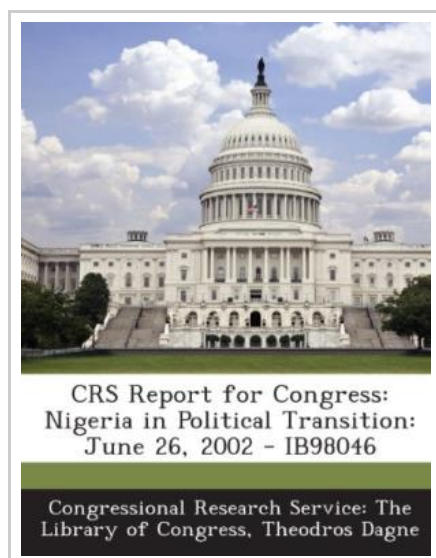 CRS Report for Congress:
Nigeria in Political Transition:
June 26, 2002 - IB98046
Congressional Research Service: The
Library of Congress, Theodros Dagne